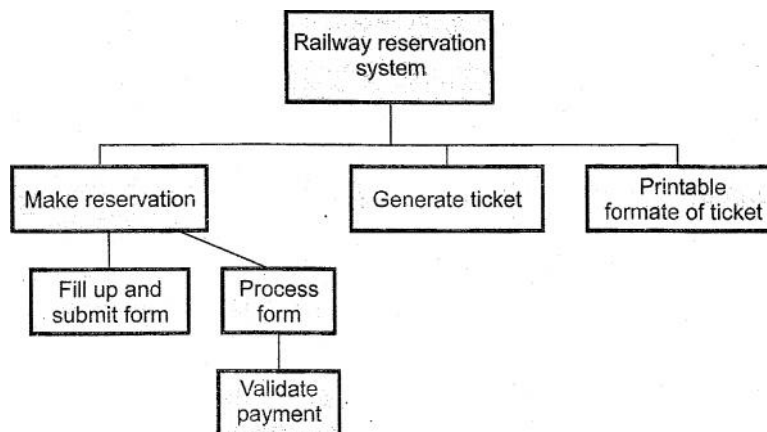 Railway reservation
system
Make reservation
Generate ticket
Printable
formate of ticket
Fill up and
submit form
Process
form
Validate
payment